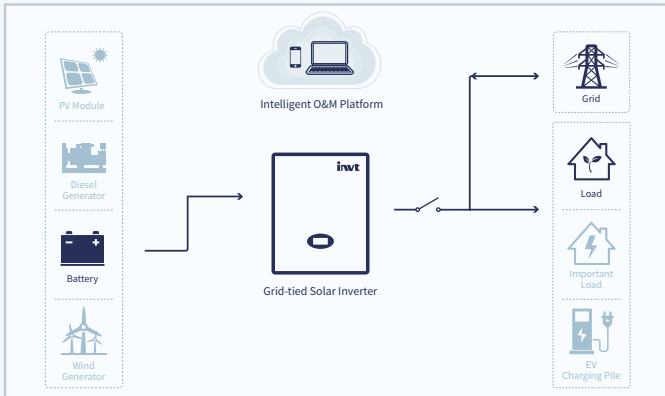 Intelligent O&M Platform
PV Module
Diesel
Generator
Battery
Wind
Generator
invt
Grid-tied Solar Inverter
Grid
Load
Important
Load
EV
Charging Pile